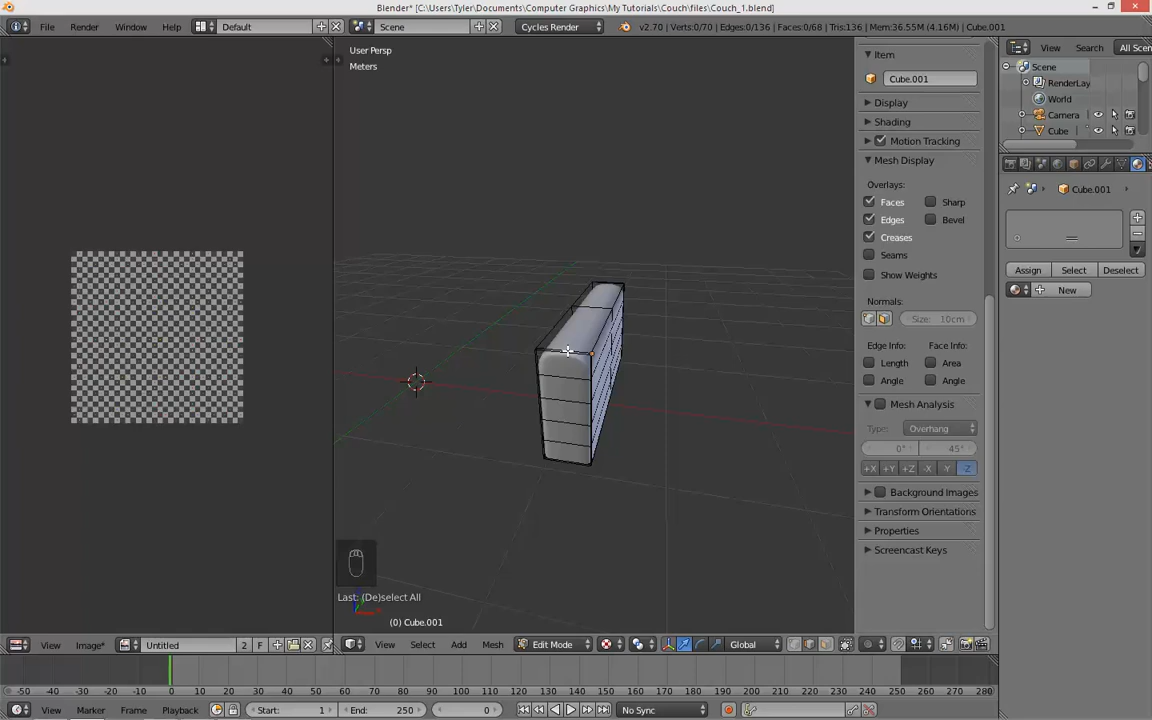 Blender* [C:\Users\Tyler\Documents\Computer Graphics\My Tutorials\Couch\files\Couch_1.blend]
File Render Window Help Default Scene Cycles Render v2.70 | Verts:0/70 | Edges:0/136 | Faces:0/68 | Tris:136 | Mem:36.55M (4.16M) | Cube.001
User Persp
Meters
Item
Cube.001
Display
Shading
Motion Tracking
Mesh Display
Overlays:
Faces Sharp
Edges Bevel
Creases
Seams
Show Weights
Normals:
Size: 10cm
Edge Info: Face Info:
Length Area
Angle Angle
Mesh Analysis
Type: Overhang
0° 45°
+X +Y +Z -X -Y -Z
Background Images
Transform Orientations
Properties
Screencast Keys
View Search All Scen
Scene
RenderLay
World
Camera
Cube
Cube.001
Assign Select Deselect
New
Last: (De)select All
(0) Cube.001
View Image* Untitled 2 F
View Select Add Mesh Edit Mode Global
-50 -40 -30 -20 -10 0 10 20 30 40 50 60 70 80 90 100 110 120 130 140 150 160 170 180 190 200 210 220 230 240 250 260 270 280
View Marker Frame Playback Start: 1 End: 250 0 No Sync